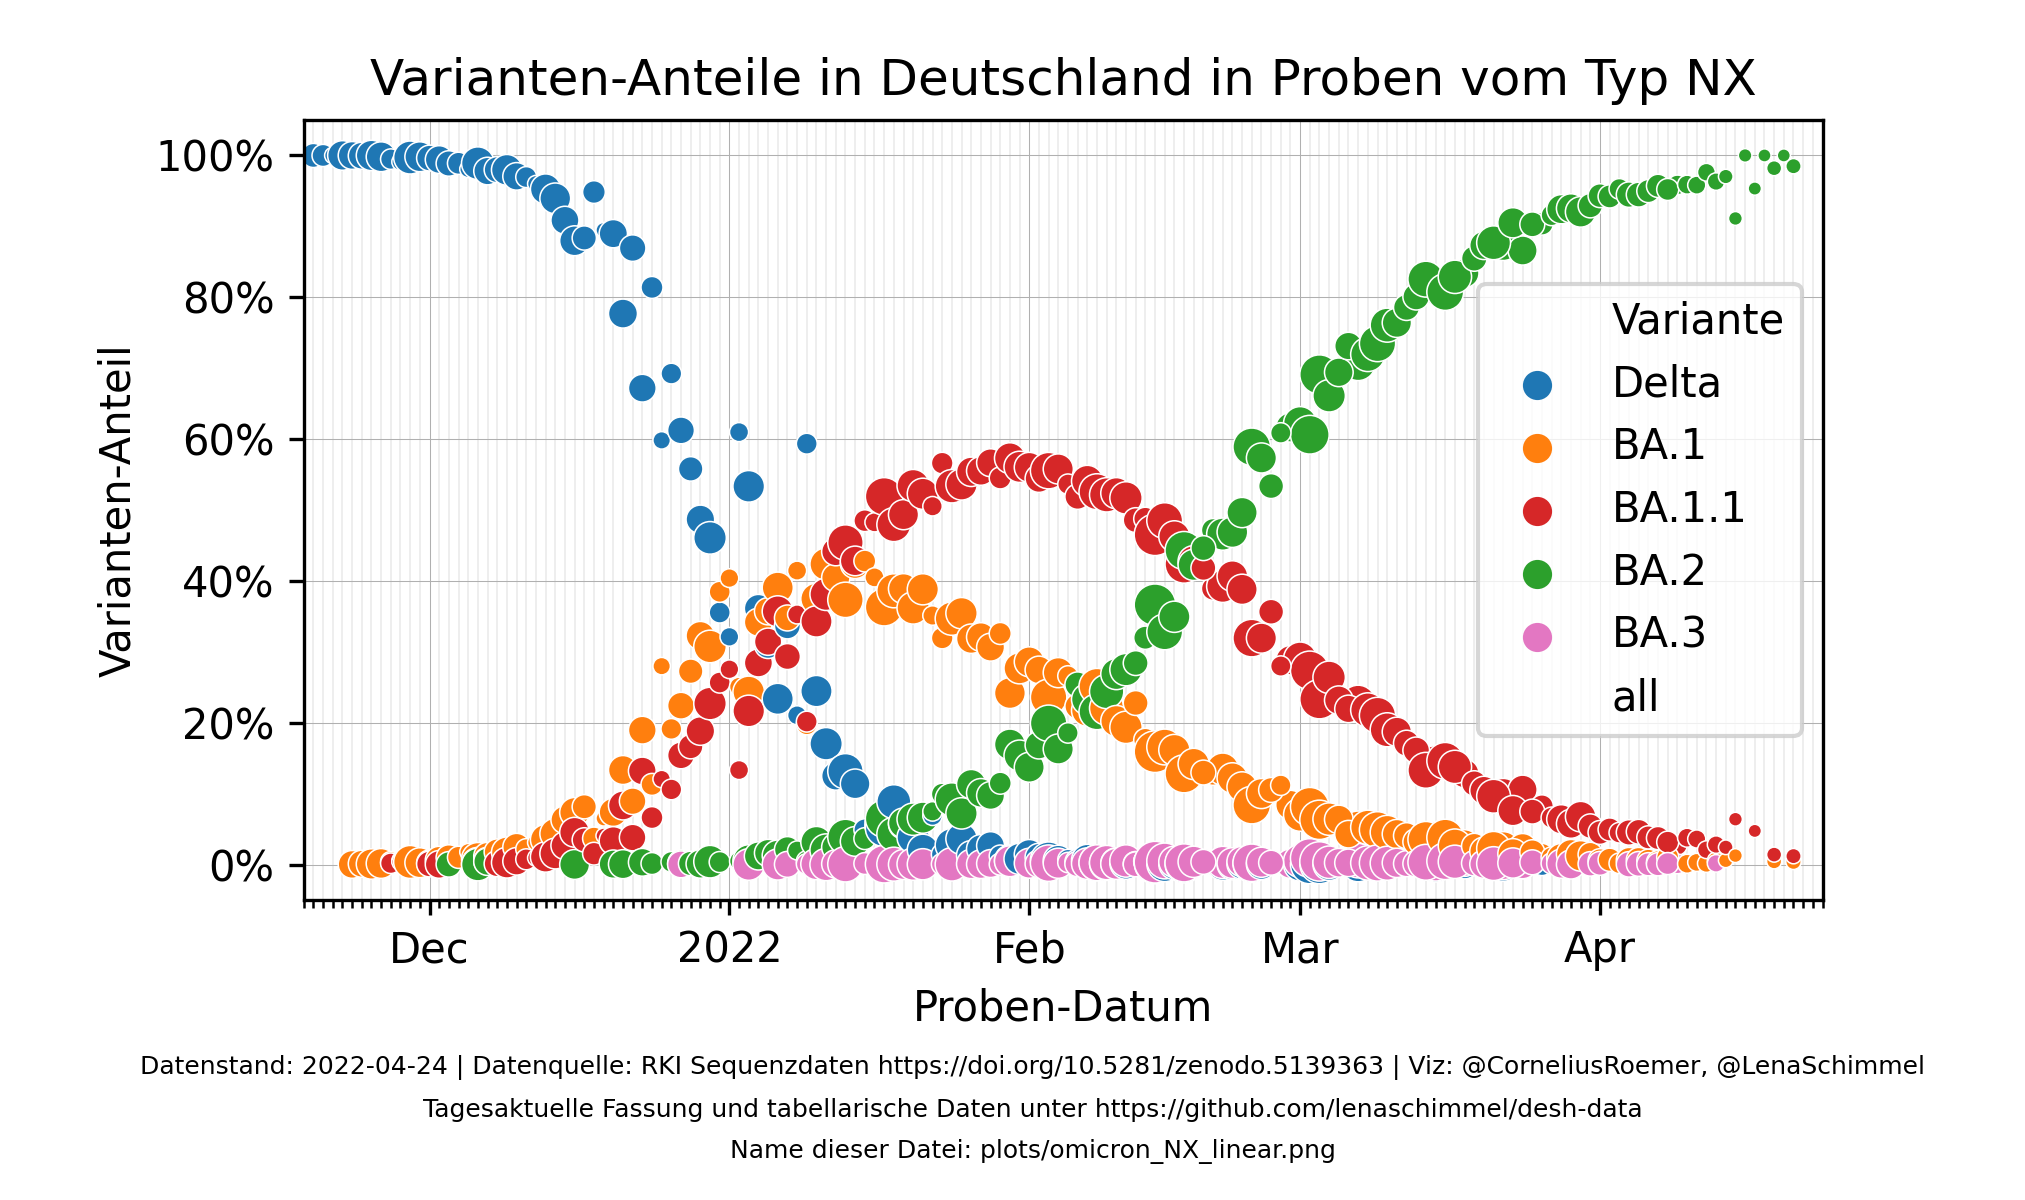 Varianten-Anteile in Deutschland in Proben vom Typ NX
Varianten-Anteil
100%
80%
60%
40%
20%
0%
Variante
Delta
BA.1
BA.1.1
BA.2
BA.3
all
Dec
2022
Feb
Mar
Apr
Proben-Datum
Datenstand: 2022-04-24 | Datenquelle: RKI Sequenzdaten https://doi.org/10.5281/zenodo.5139363 | Viz: @CorneliusRoemer, @LenaSchimmel
Tagesaktuelle Fassung und tabellarische Daten unter https://github.com/lenaschimmel/desh-data
Name dieser Datei: plots/omicron_NX_linear.png